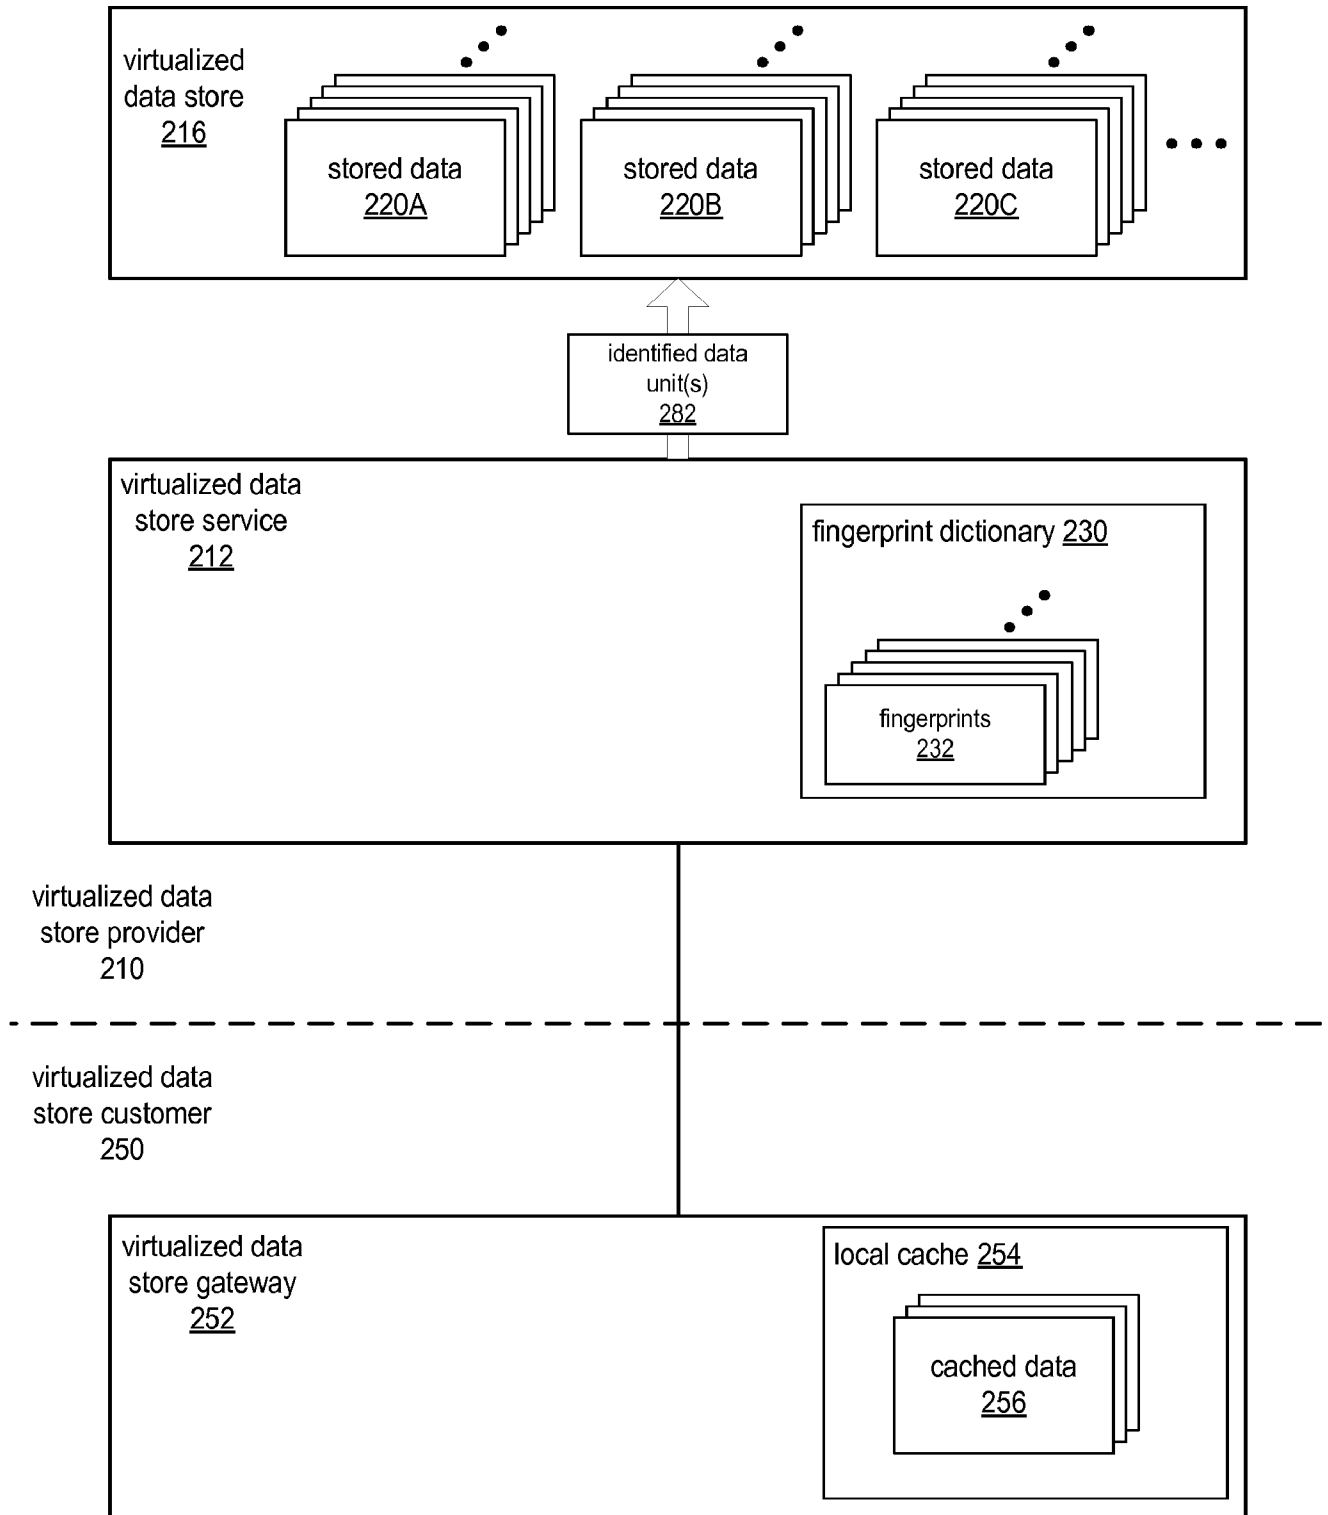 virtualized
data store
216
stored data
220A
stored data
220B
stored data
220C
identified data
unit(s)
282
virtualized data
store service
212
fingerprint dictionary 230
fingerprints
232
virtualized data
store provider
210
virtualized data
store customer
250
virtualized data
store gateway
252
local cache 254
cached data
256